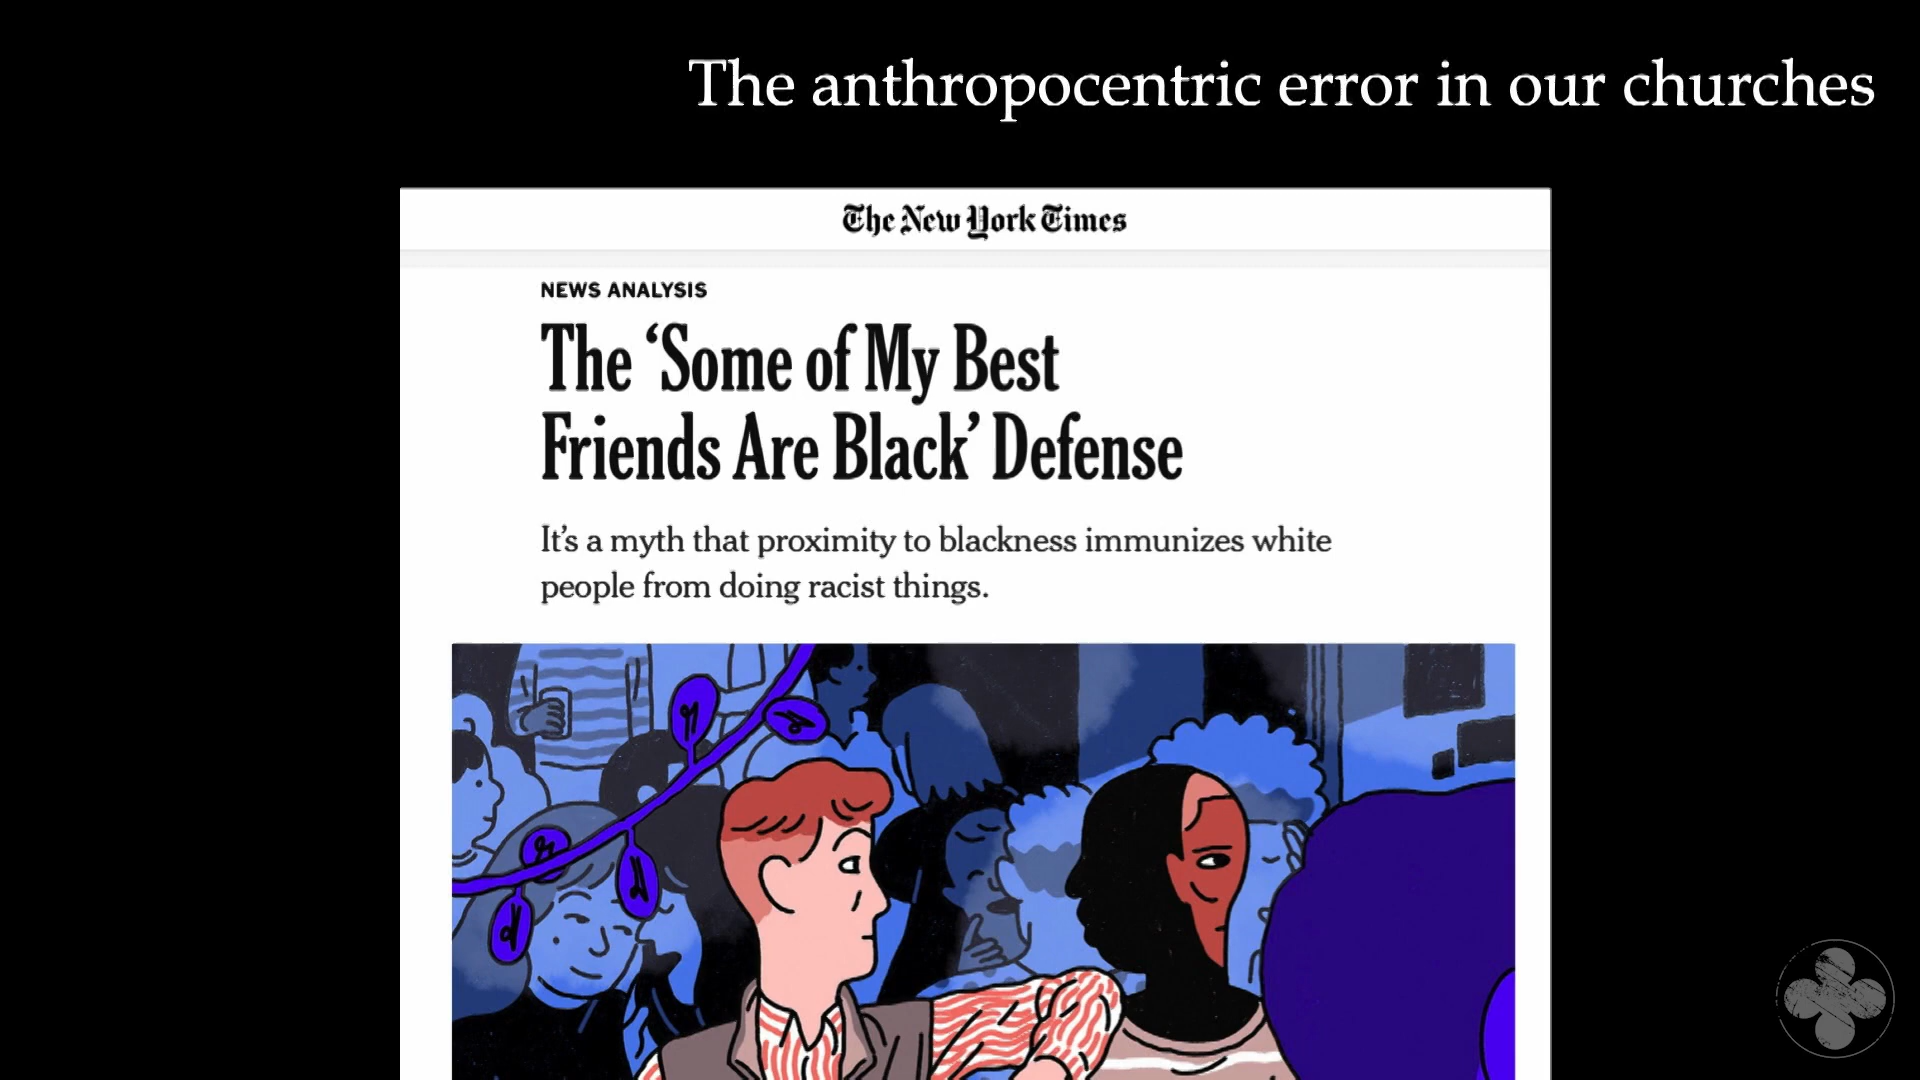 The anthropocentric error in our churches
The New York Times
NEWS ANALYSIS
The ‘Some of My Best
Friends Are Black’ Defense
It’s a myth that proximity to blackness immunizes white
people from doing racist things.